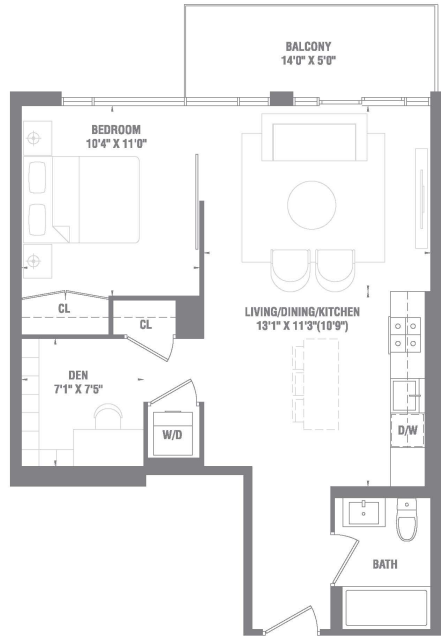 BALCONY
14'0" X 5'0"
BEDROOM
10'4" X 11'0"
CL
CL
LIVING/DINING/KITCHEN
13'1" X 11'3"(10'9")
DEN
7'1" X 7'5"
W/D
D/W
BATH